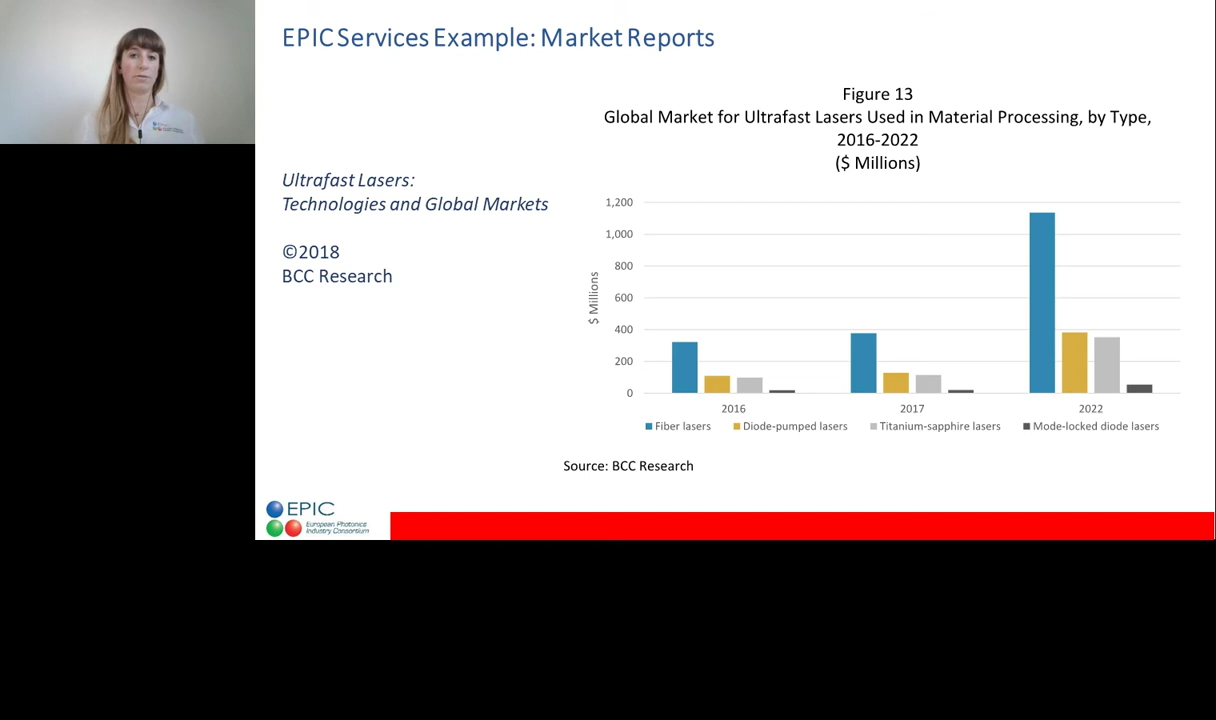 EPIC Services Example: Market Reports
Figure 13
Global Market for Ultrafast Lasers Used in Material Processing, by Type,
2016-2022
($ Millions)
Ultrafast Lasers:
Technologies and Global Markets
©2018
BCC Research
$ Millions
1,200
1,000
800
600
400
200
0
2016
2017
2022
Fiber lasers
Diode-pumped lasers
Titanium-sapphire lasers
Mode-locked diode lasers
Source: BCC Research
EPIC
European Photonics
Industry Consortium